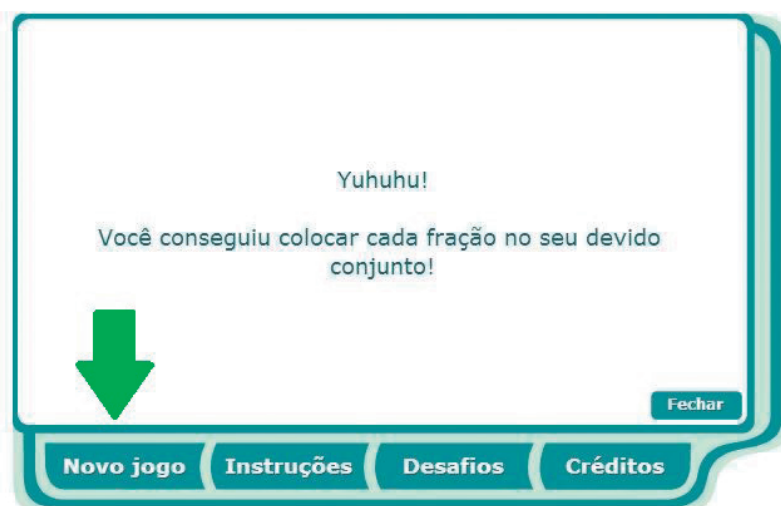 Yuhuhu!
Você conseguiu colocar cada fração no seu devido
conjunto!
Fechar
Novo jogo
Instruções
Desafios
Créditos